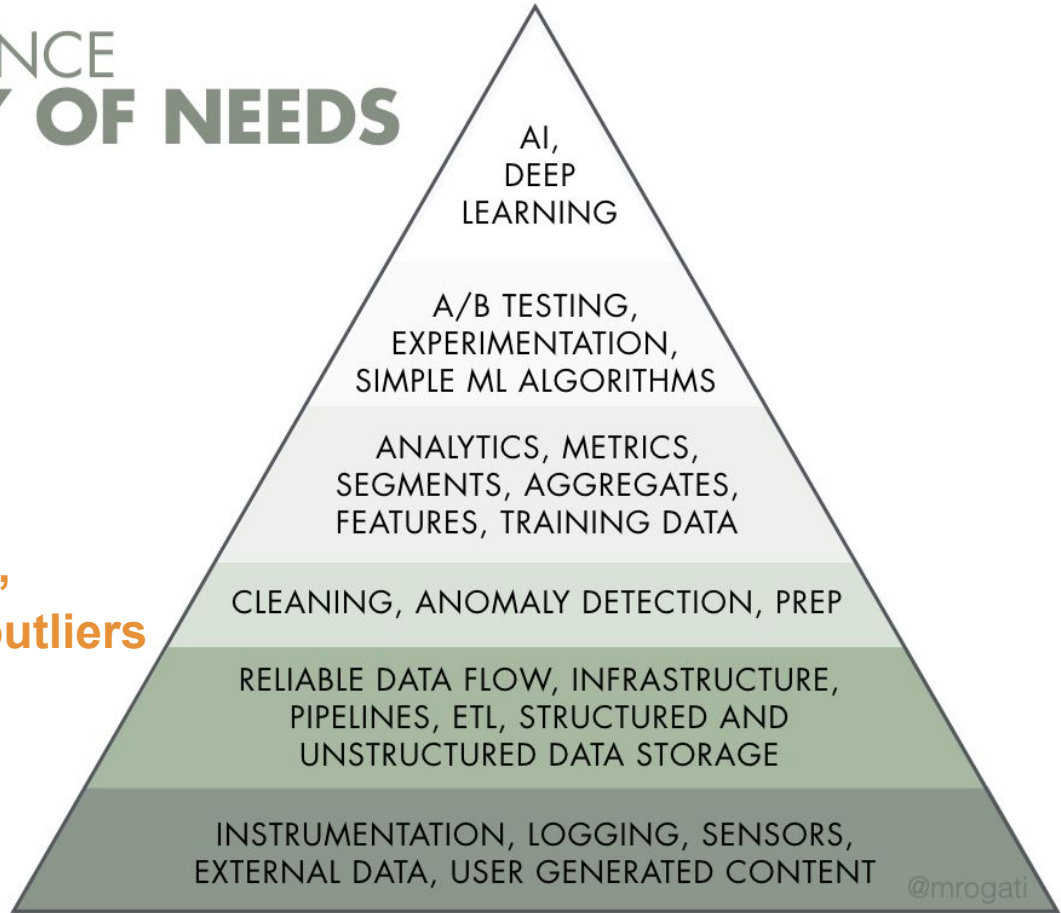 NCE
Y OF NEEDS
AI,
DEEP
LEARNING
A/B TESTING,
EXPERIMENTATION,
SIMPLE ML ALGORITHMS
ANALYTICS, METRICS,
SEGMENTS, AGGREGATES,
FEATURES, TRAINING DATA
,
outliers
CLEANING, ANOMALY DETECTION, PREP
RELIABLE DATA FLOW, INFRASTRUCTURE,
PIPELINES, ETL, STRUCTURED AND
UNSTRUCTURED DATA STORAGE
INSTRUMENTATION, LOGGING, SENSORS,
EXTERNAL DATA, USER GENERATED CONTENT
@mrogati